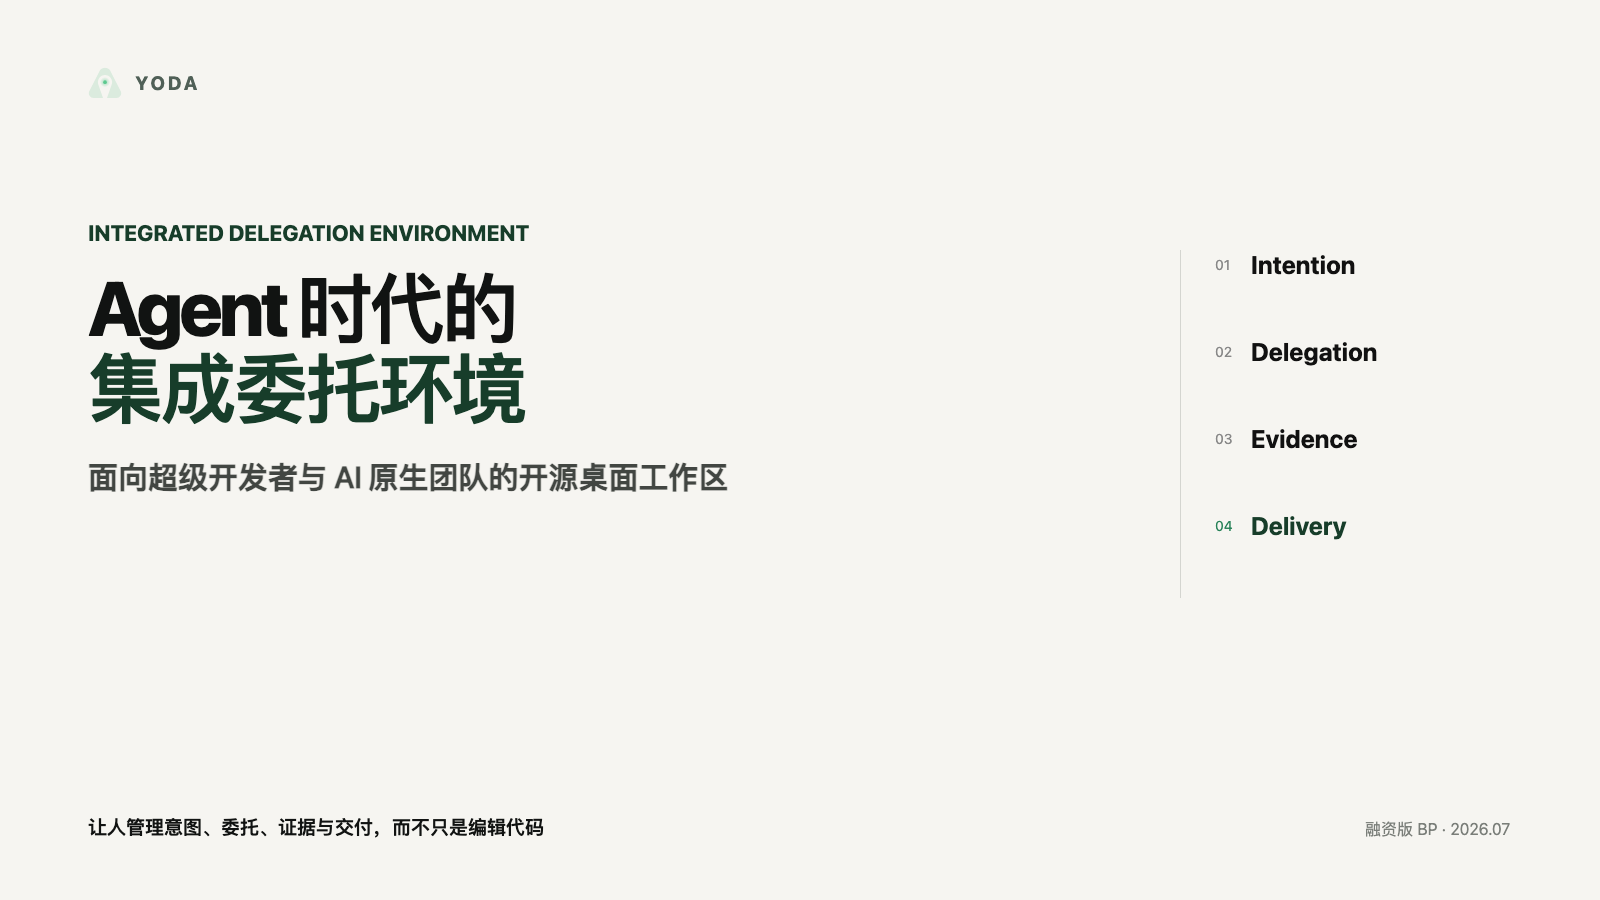 YODA
INTEGRATED DELEGATION ENVIRONMENT
Agent 时代的
集成委托环境
面向超级开发者与 AI 原生团队的开源桌面工作区
01 Intention
02 Delegation
03 Evidence
04 Delivery
让人管理意图、委托、证据与交付，而不只是编辑代码
融资版 BP · 2026.07